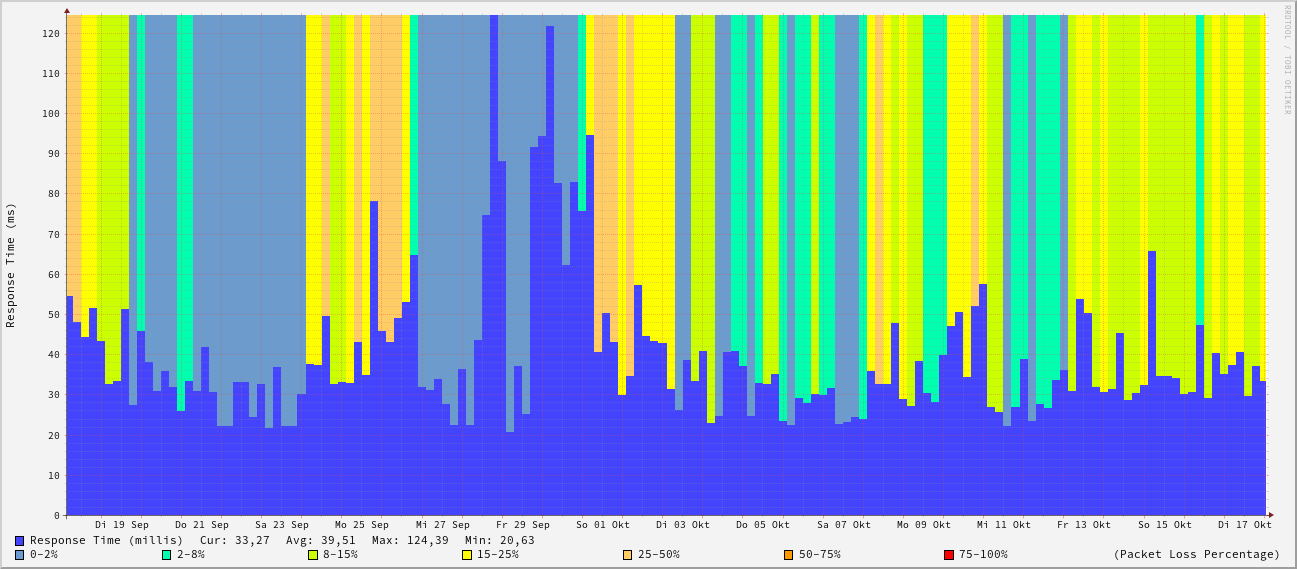 RRDTOOL / TOBI OETIKER
Response Time (ms)
120
110
100
90
80
70
60
50
40
30
20
10
0
Di 19 Sep Do 21 Sep Sa 23 Sep Mo 25 Sep Mi 27 Sep Fr 29 Sep So 01 Okt Di 03 Okt Do 05 Okt Sa 07 Okt Mo 09 Okt Mi 11 Okt Fr 13 Okt So 15 Okt Di 17 Okt
Response Time (millis) Cur: 33,27 Avg: 39,51 Max: 124,39 Min: 20,63
0-2% 2-8% 8-15% 15-25% 25-50% 50-75% 75-100% (Packet Loss Percentage)